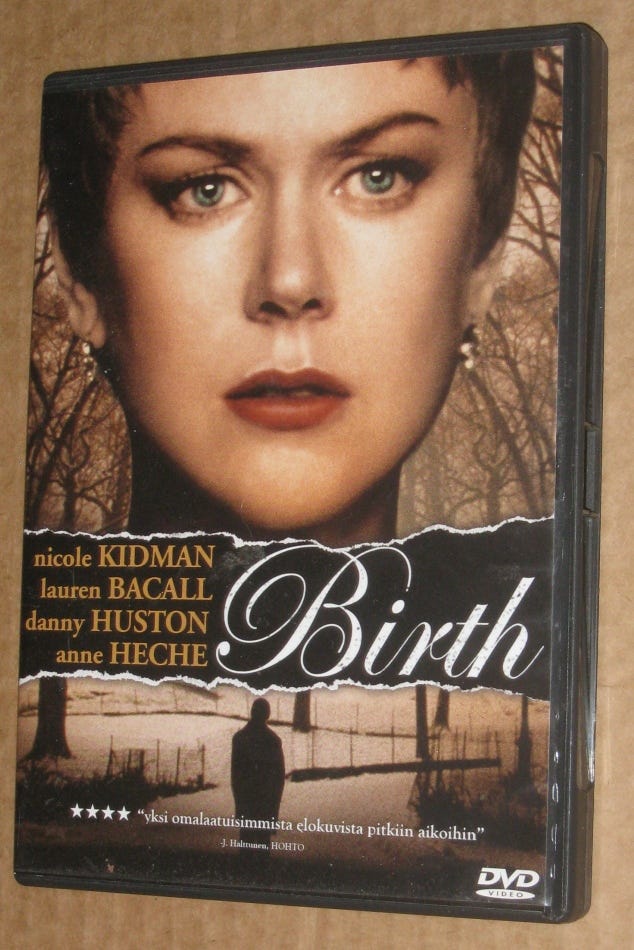 nicole KIDMAN
lauren BACALL
danny HUSTON
anne HECHE
Birth
★★★★ “yksi omalaatuisimmista elokuvista pitkiin aikoihin”
-J. Halttunen, HOHTO
DVD
VIDEO